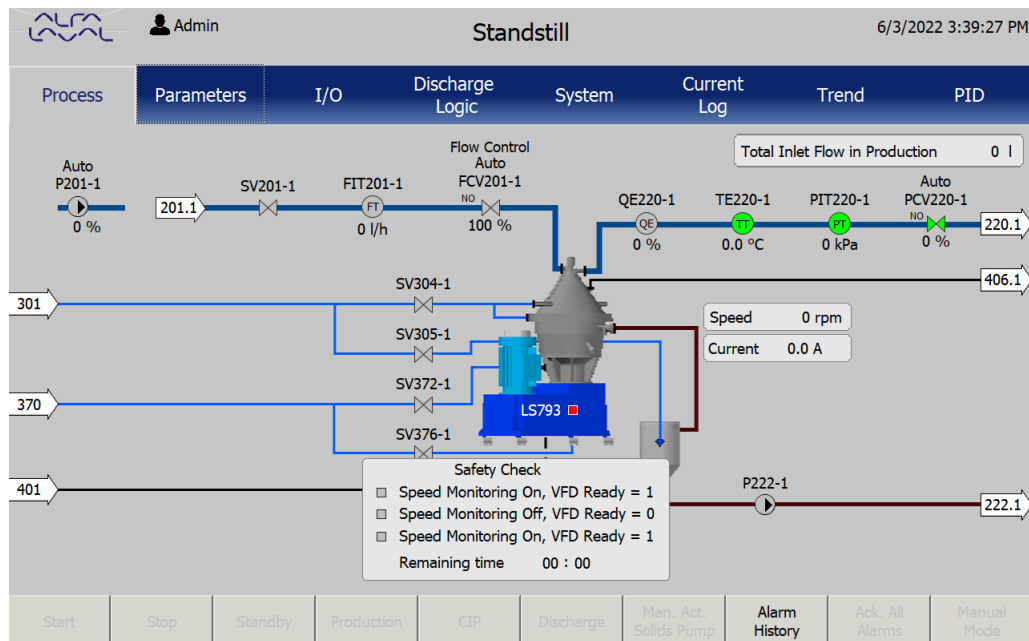 ALFA
LAVAL
Admin
Standstill
6/3/2022 3:39:27 PM
Process
Parameters
I/O
Discharge
Logic
System
Current
Log
Trend
PID
Total Inlet Flow in Production 0 l
Auto
P201-1
0 %
201.1
SV201-1
FIT201-1
FT
0 l/h
Flow Control
Auto
FCV201-1
NO
100 %
QE220-1
QE
0 %
TE220-1
TT
0.0 ºC
PIT220-1
PT
0 kPa
Auto
PCV220-1
NO
0 %
220.1
406.1
301
SV304-1
SV305-1
Speed 0 rpm
Current 0.0 A
370
SV372-1
LS793
SV376-1
401
Safety Check
Speed Monitoring On, VFD Ready = 1
Speed Monitoring Off, VFD Ready = 0
Speed Monitoring On, VFD Ready = 1
Remaining time 00 : 00
P222-1
222.1
Start
Stop
Standby
Production
CIP
Discharge
Man. Act.
Solids Pump
Alarm
History
Ack. All
Alarms
Manual
Mode